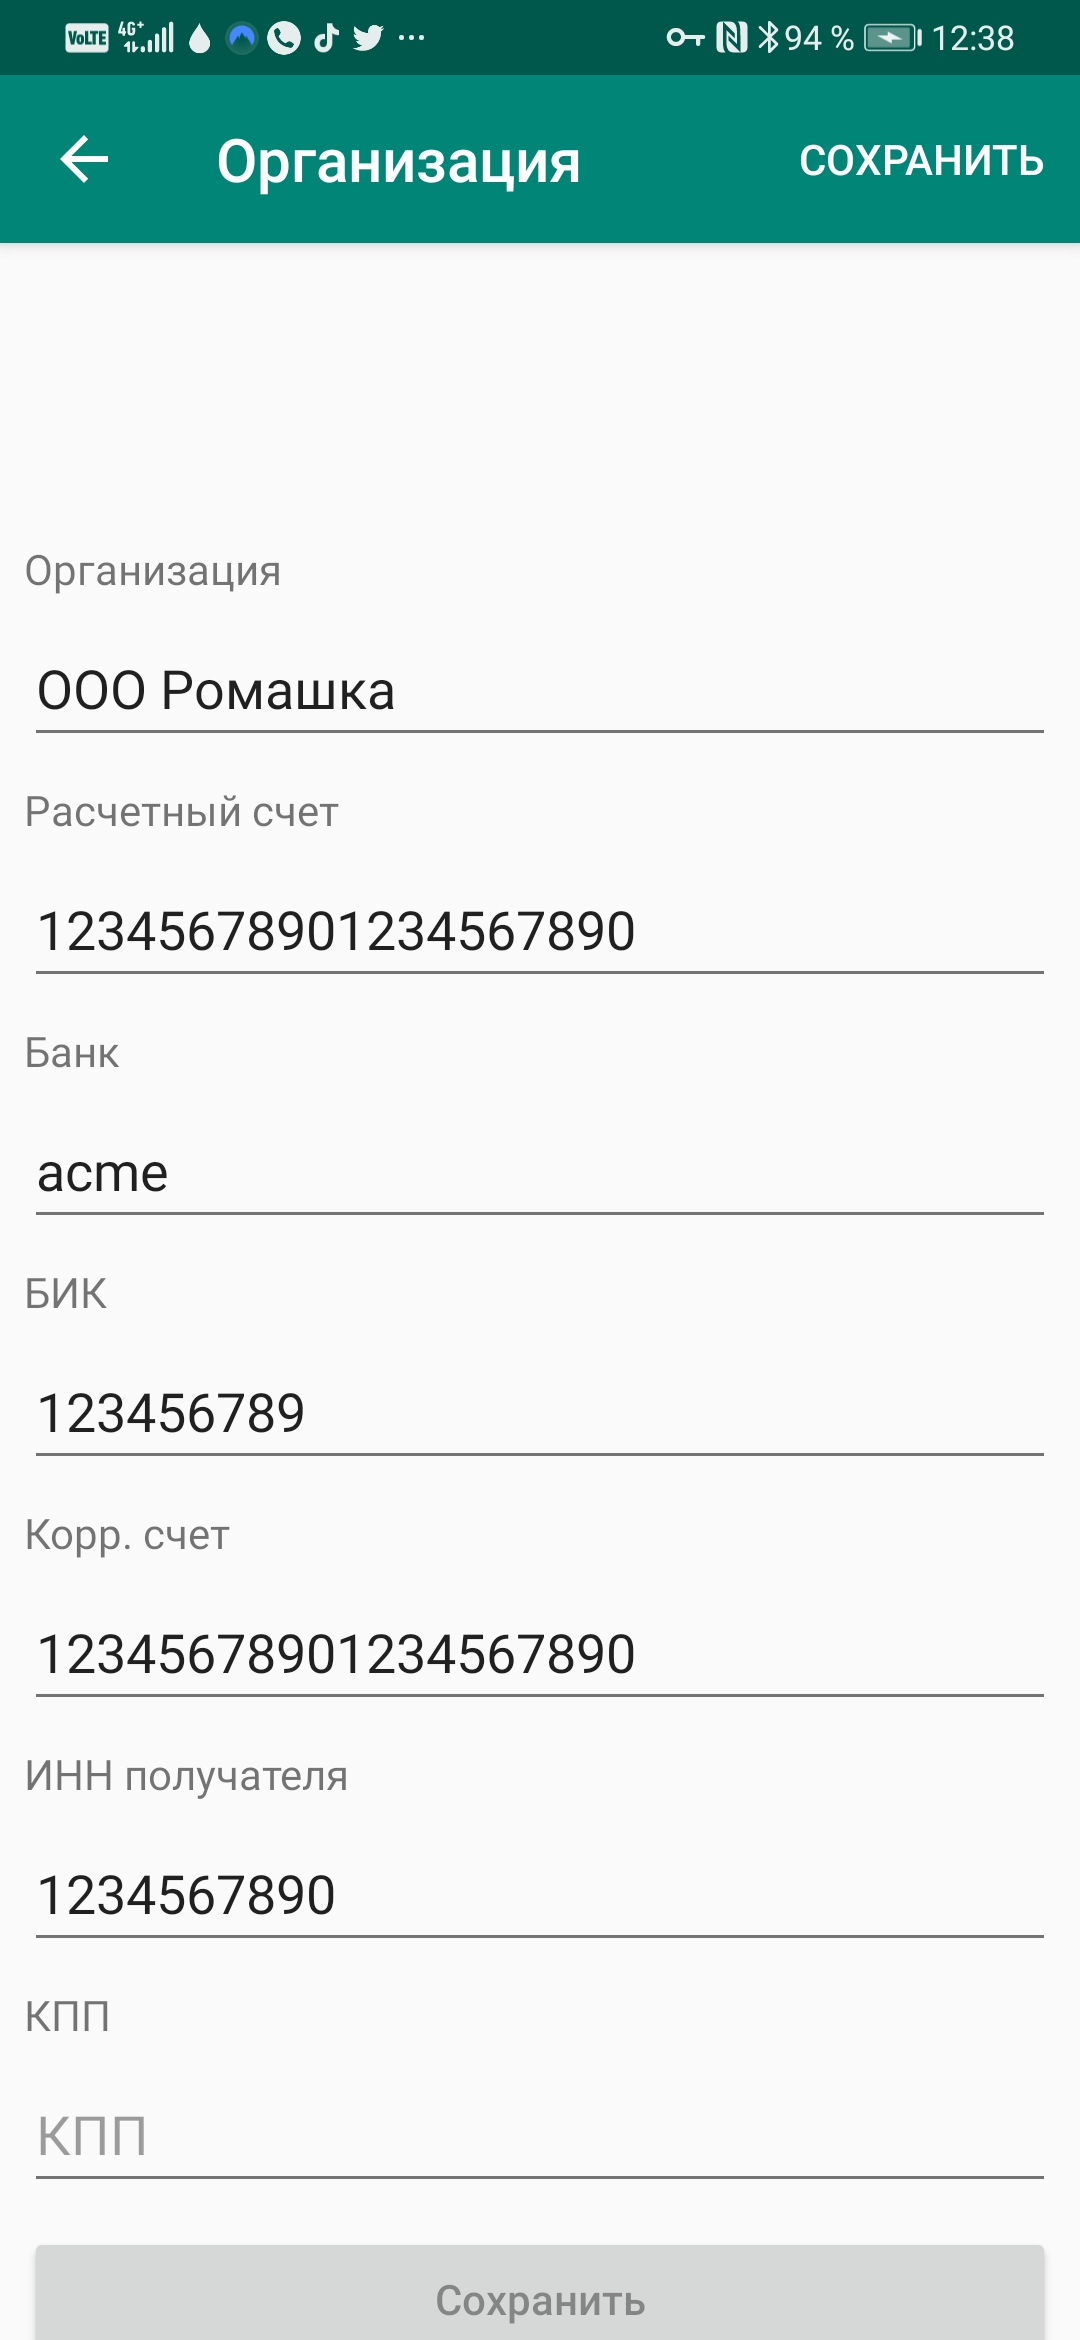 VoLTE 4G+ 94 % 12:38
Организация СОХРАНИТЬ
Организация
ООО Ромашка
Расчетный счет
12345678901234567890
Банк
acme
БИК
123456789
Корр. счет
12345678901234567890
ИНН получателя
1234567890
КПП
КПП
Сохранить